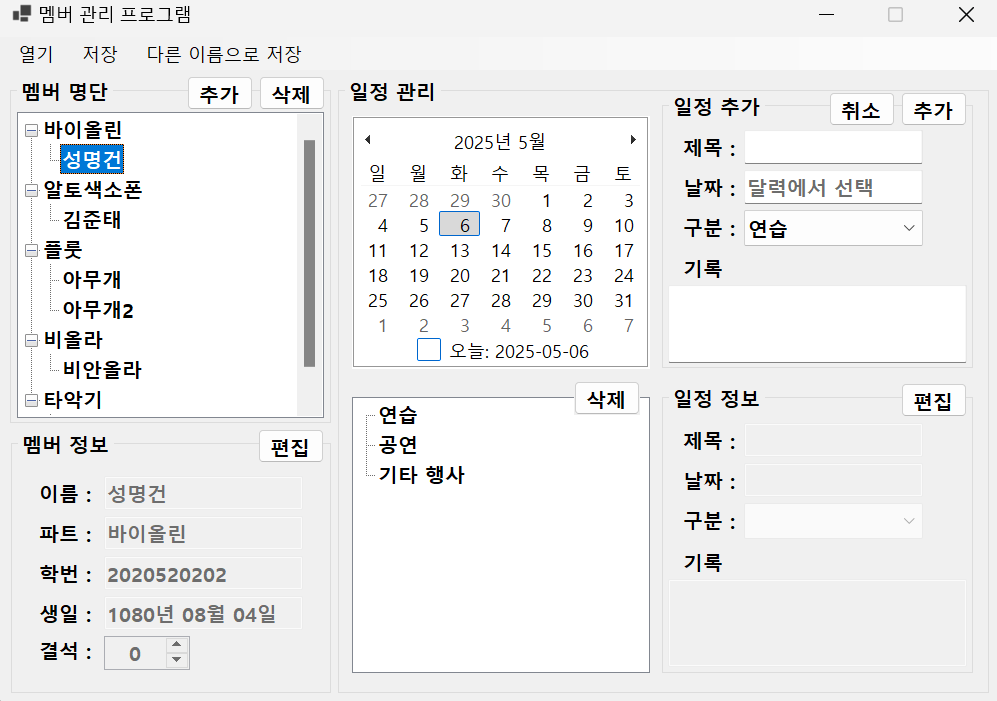 멤버 관리 프로그램
열기 저장 다른 이름으로 저장
멤버 명단 추가 삭제
바이올린
성명건
알토색소폰
김준태
플룻
아무개
아무개2
비올라
비안올라
타악기
멤버 정보 편집
이름 : 성명건
파트 : 바이올린
학번 : 2020520202
생일 : 1080년 08월 04일
결석 : 0
일정 관리
2025년 5월
일 월 화 수 목 금 토
27 28 29 30 1 2 3
4 5 6 7 8 9 10
11 12 13 14 15 16 17
18 19 20 21 22 23 24
25 26 27 28 29 30 31
1 2 3 4 5 6 7
오늘: 2025-05-06
삭제
연습
공연
기타 행사
일정 추가 취소 추가
제목 :
날짜 : 달력에서 선택
구분 : 연습
기록
일정 정보 편집
제목 :
날짜 :
구분 :
기록